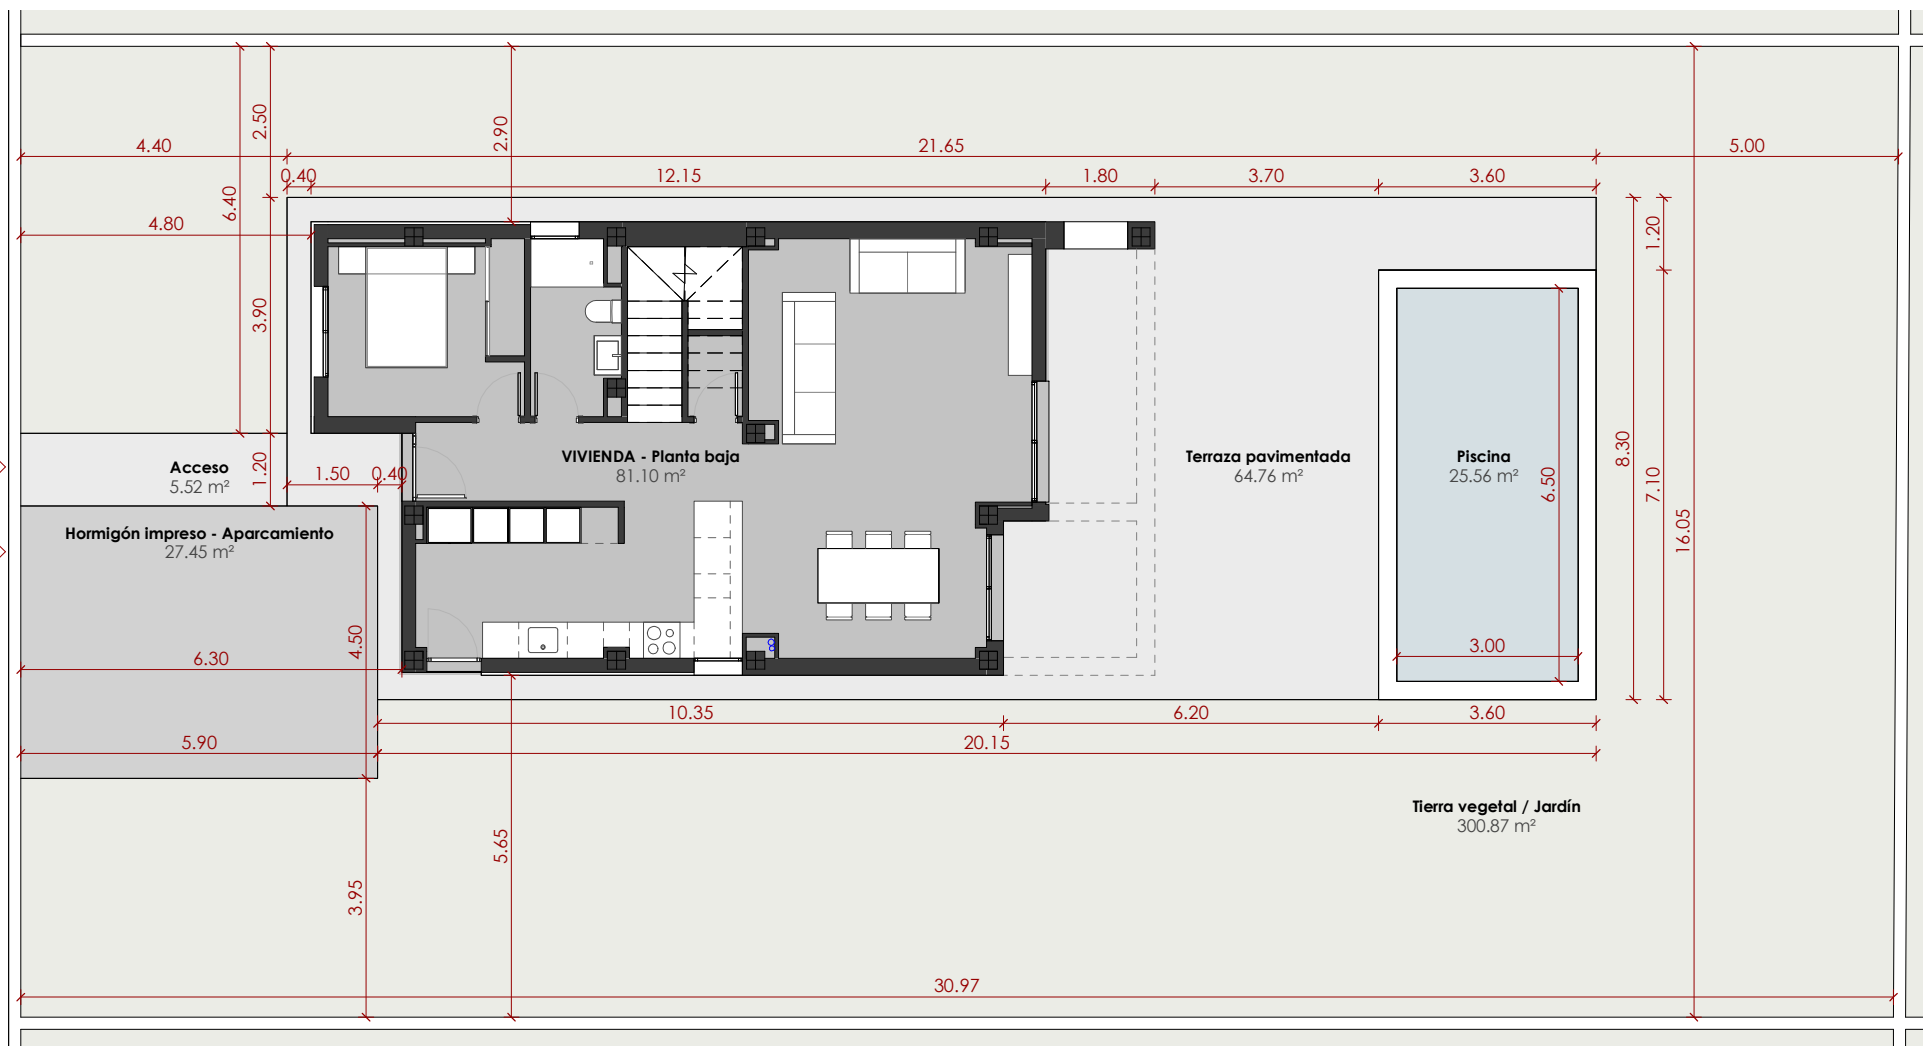 2.50
2.90
4.40
21.65
5.00
0.40
12.15
1.80
3.70
3.60
6.40
4.80
1.20
3.90
VIVIENDA - Planta baja
81.10 m²
Terraza pavimentada
64.76 m²
Piscina
25.56 m²
8.30
Acceso
5.52 m²
1.20
1.50
0.40
6.50
7.10
16.05
Hormigón impreso - Aparcamiento
27.45 m²
4.50
6.30
3.00
10.35
6.20
3.60
5.90
20.15
Tierra vegetal / Jardín
300.87 m²
5.65
3.95
30.97